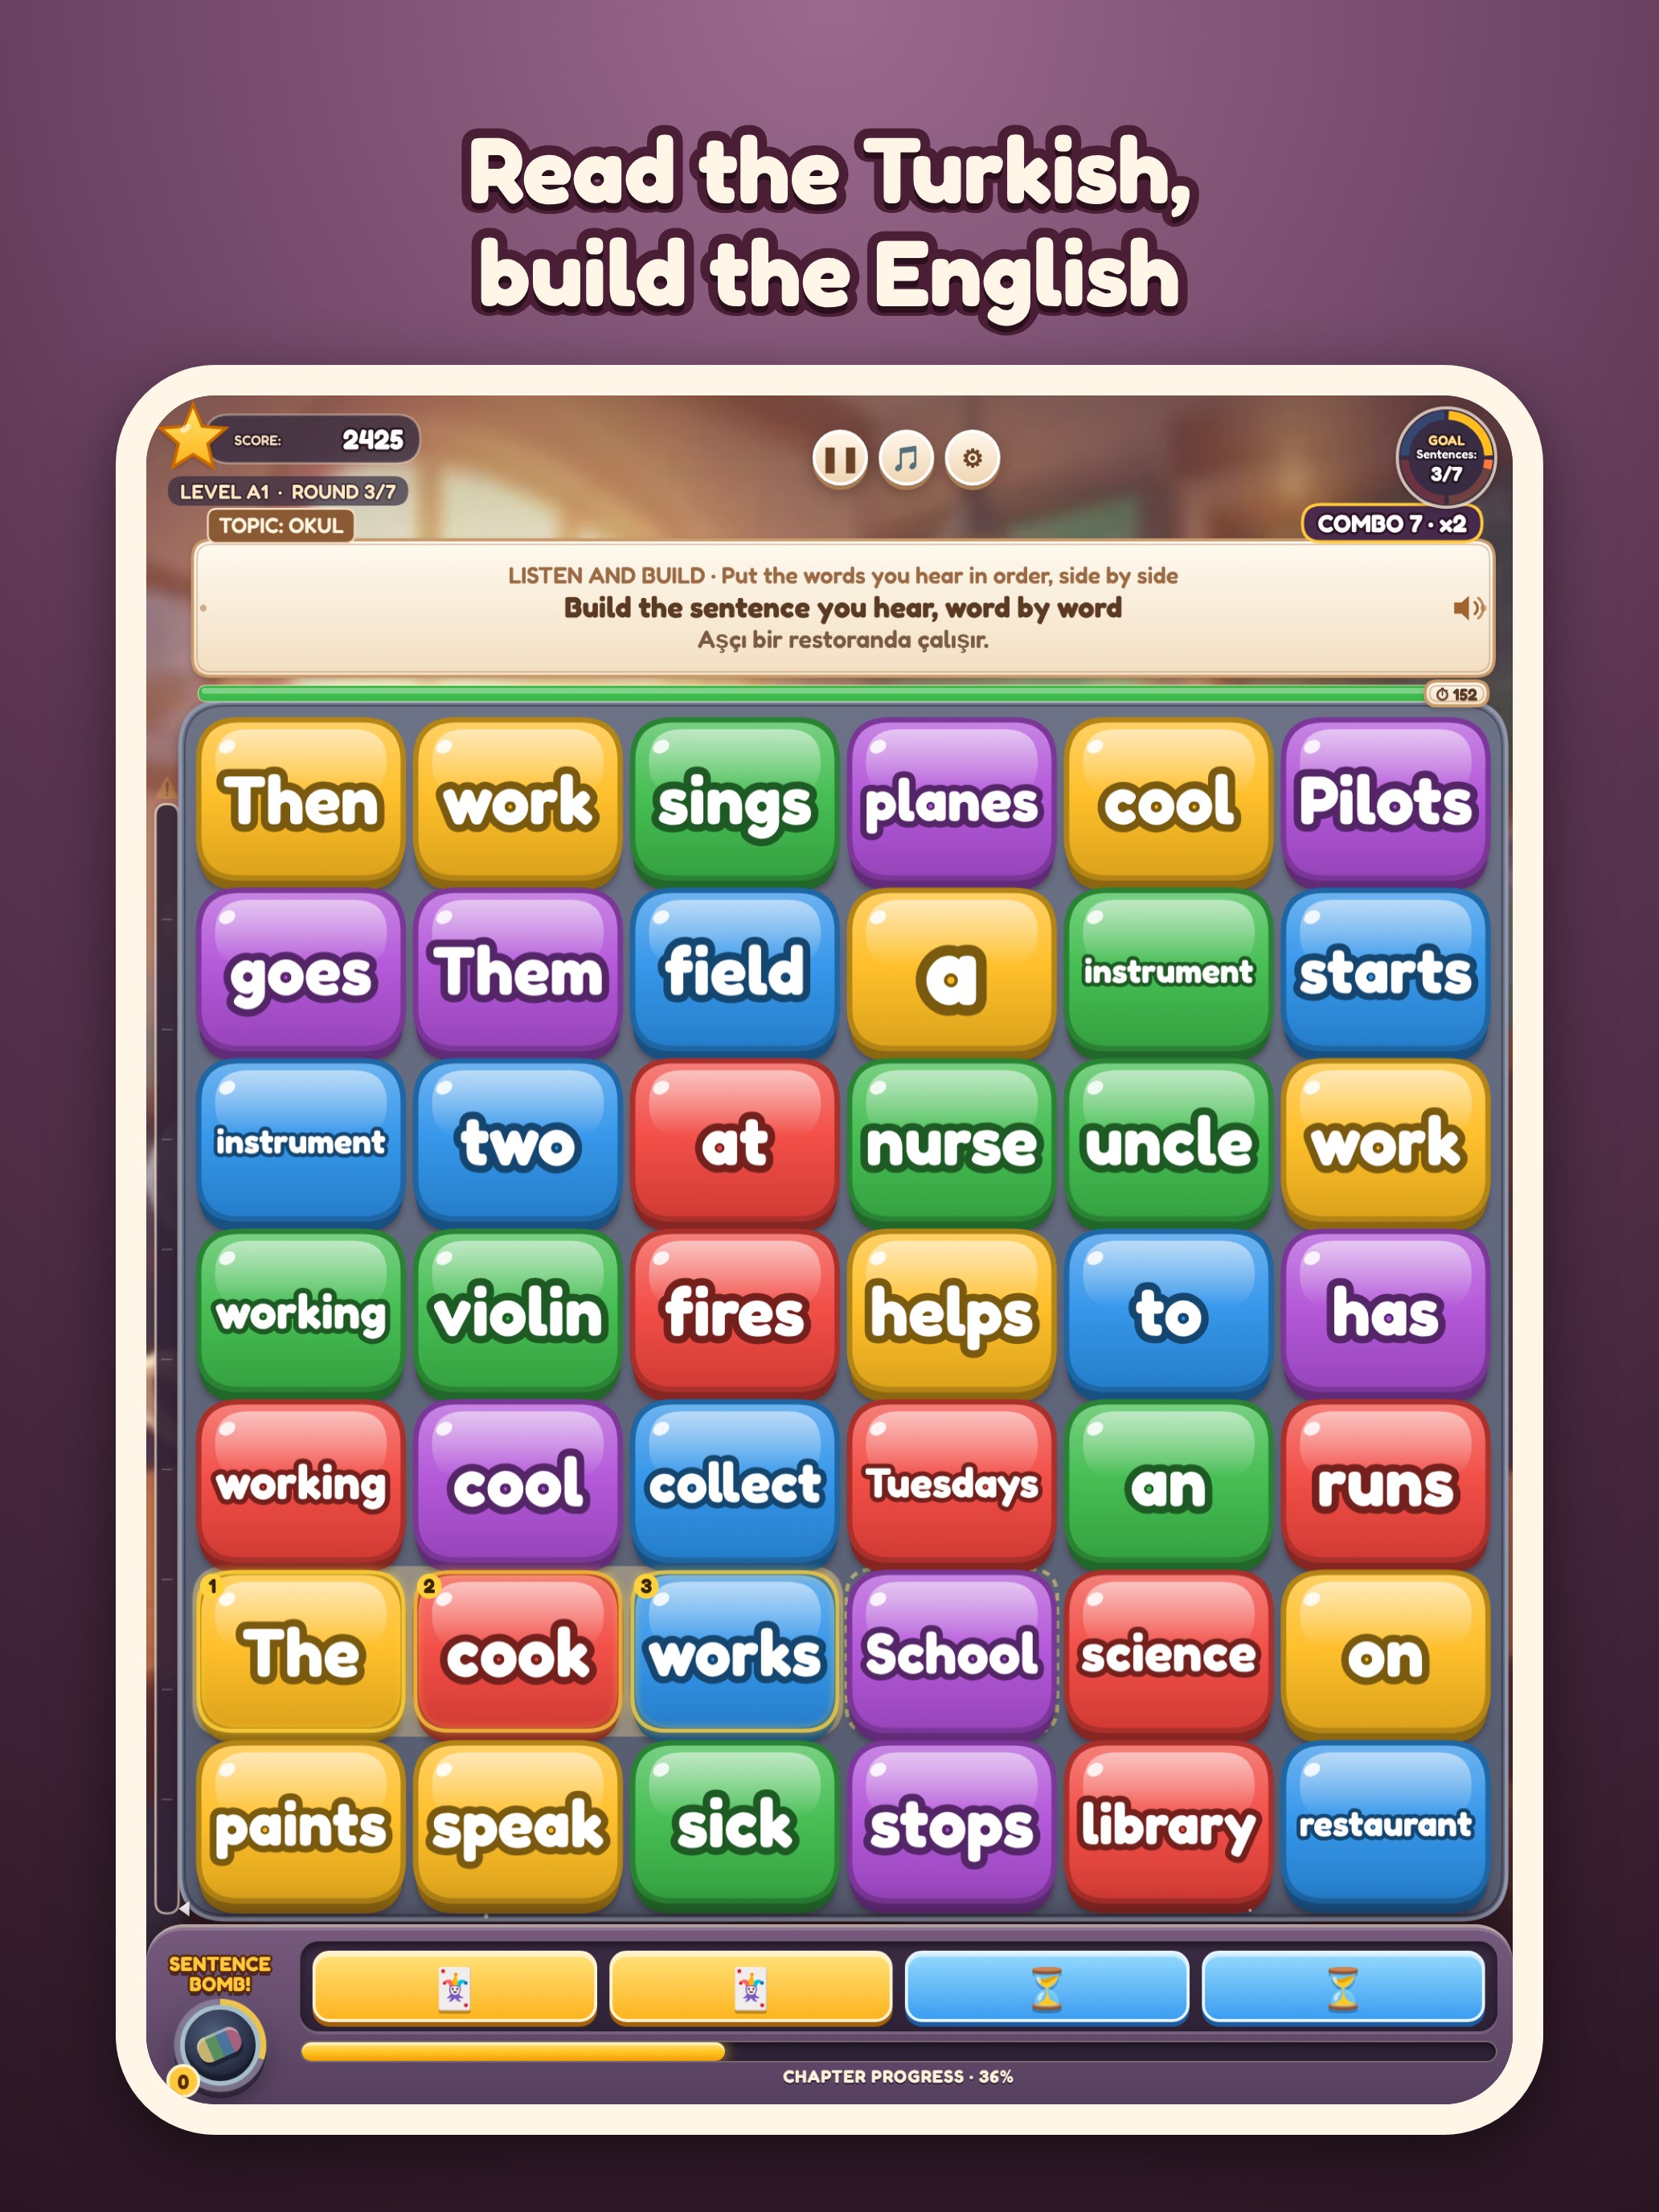 Read the Turkish,
build the English
SCORE: 2425
GOAL
Sentences:
3/7
LEVEL A1 · ROUND 3/7
TOPIC: OKUL
COMBO 7 · x2
LISTEN AND BUILD · Put the words you hear in order, side by side
Build the sentence you hear, word by word
Aşçı bir restoranda çalışır.
152
Then work sings planes cool Pilots
goes Them field a instrument starts
instrument two at nurse uncle work
working violin fires helps to has
working cool collect Tuesdays an runs
1 2 3
The cook works School science on
paints speak sick stops library restaurant
SENTENCE
BOMB!
0
CHAPTER PROGRESS · 36%